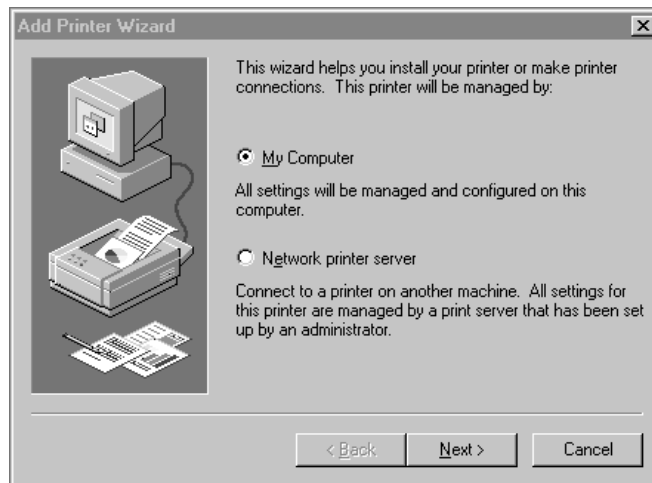 Add Printer Wizard
This wizard helps you install your printer or make printer
connections. This printer will be managed by:
My Computer
All settings will be managed and configured on this
computer.
Network printer server
Connect to a printer on another machine. All settings for
this printer are managed by a print server that has been set
up by an administrator.
< Back
Next >
Cancel